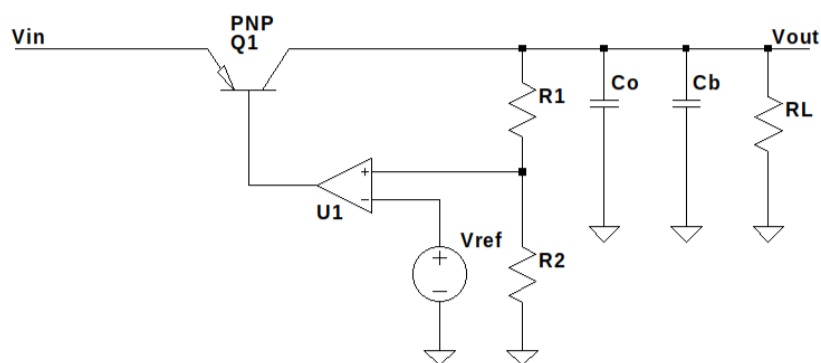 PNP
Vin
Q1
Vout
R1
Co
Cb
RL
+
−
U1
Vref
+
−
R2